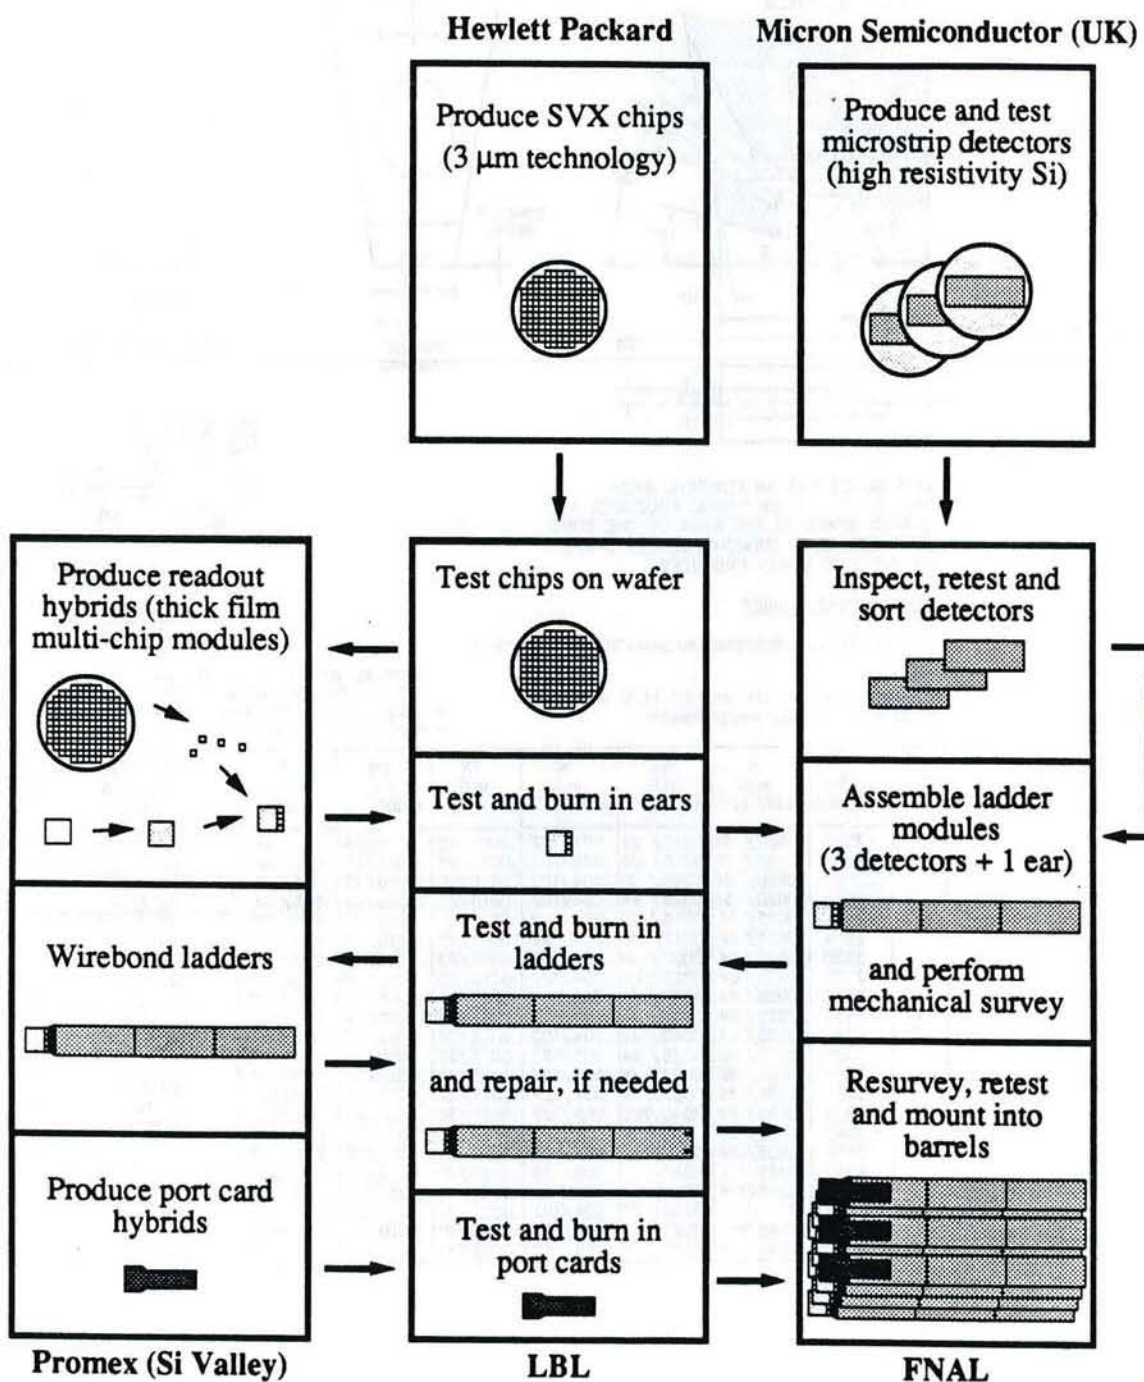 Hewlett Packard
Produce SVX chips
(3 μm technology)
Micron Semiconductor (UK)
Produce and test
microstrip detectors
(high resistivity Si)
Produce readout
hybrids (thick film
multi-chip modules)
Wirebond ladders
Produce port card
hybrids
Promex (Si Valley)
Test chips on wafer
Test and burn in ears
Test and burn in
ladders
and repair, if needed
Test and burn in
port cards
LBL
Inspect, retest and
sort detectors
Assemble ladder
modules
(3 detectors + 1 ear)
and perform
mechanical survey
Resurvey, retest
and mount into
barrels
FNAL